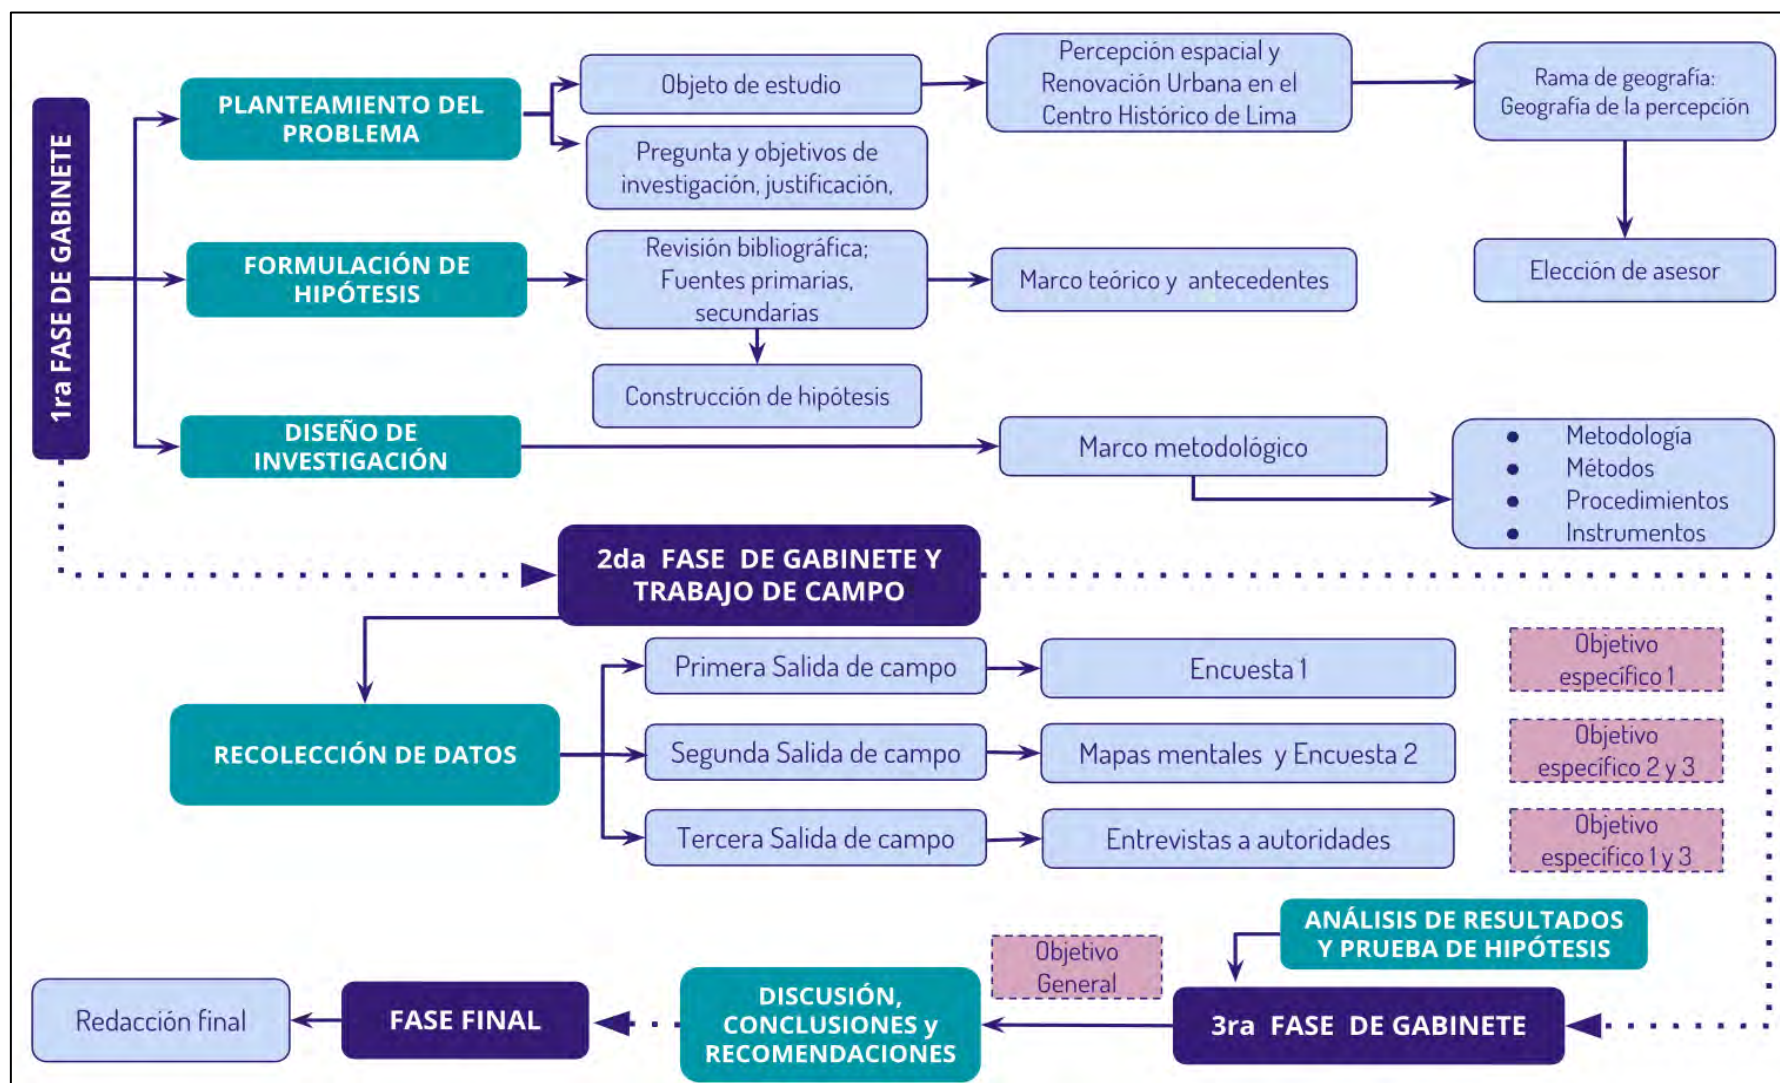 1ra FASE DE GABINETE
PLANTEAMIENTO DEL
PROBLEMA
Objeto de estudio
Percepción espacial y
Renovación Urbana en el
Centro Histórico de Lima
Rama de geografía:
Geografía de la percepción
Pregunta y objetivos de
investigación, justificación,
Elección de asesor
FORMULACIÓN DE
HIPÓTESIS
Revisión bibliográfica;
Fuentes primarias,
secundarias
Marco teórico y antecedentes
Construcción de hipótesis
DISEÑO DE
INVESTIGACIÓN
Marco metodológico
● Metodología
● Métodos
● Procedimientos
● Instrumentos
2da FASE DE GABINETE Y
TRABAJO DE CAMPO
RECOLECCIÓN DE DATOS
Primera Salida de campo
Encuesta 1
Objetivo
específico 1
Segunda Salida de campo
Mapas mentales y Encuesta 2
Objetivo
específico 2 y 3
Tercera Salida de campo
Entrevistas a autoridades
Objetivo
específico 1 y 3
ANÁLISIS DE RESULTADOS
Y PRUEBA DE HIPÓTESIS
3ra FASE DE GABINETE
Objetivo
General
DISCUSIÓN,
CONCLUSIONES y
RECOMENDACIONES
FASE FINAL
Redacción final